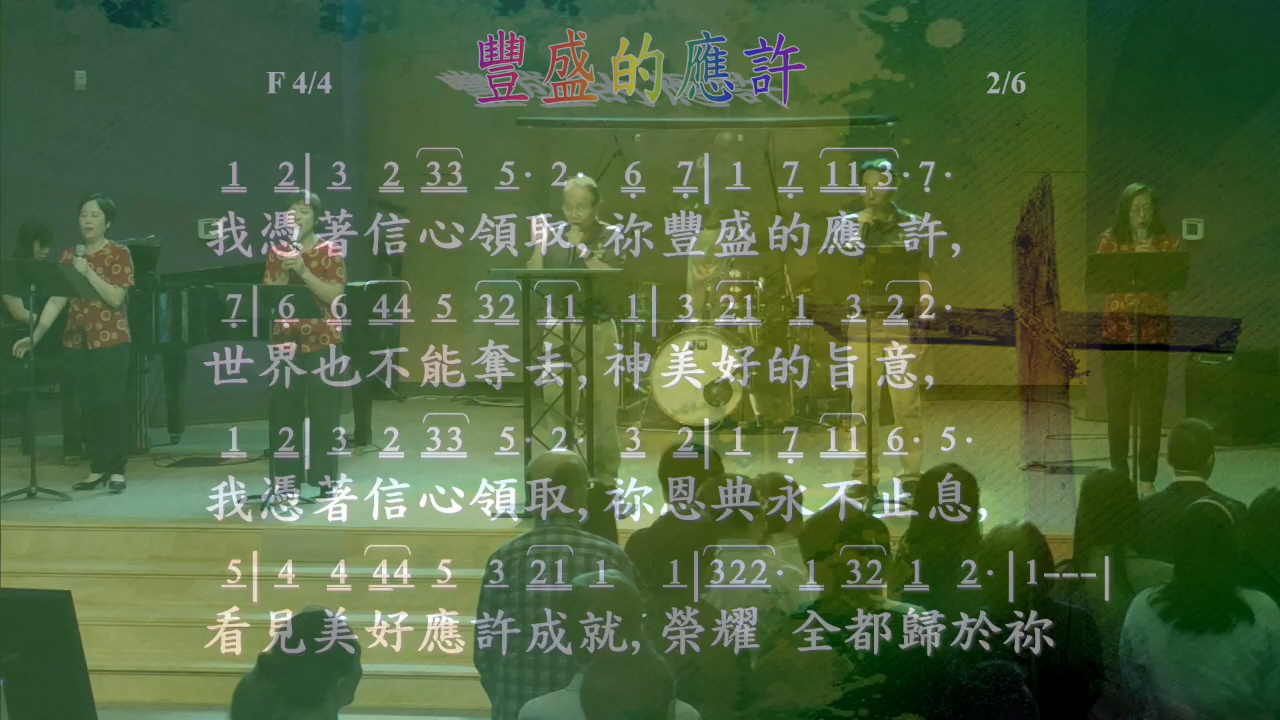 豐盛的應許
F 4/4
2/6
1 2 | 3 2 33 5· 2· 6 7 | 1 7 11 3· 7·
我憑著信心領取, 祢豐盛的應 許,
7 | 6 6 44 5 32 11 1 | 3 21 1 3 22·
世界也不能奪去, 神美好的旨意,
1 2 | 3 2 33 5· 2· 3 2 | 1 7 11 6· 5·
我憑著信心領取, 祢恩典永不止息,
5 | 4 4 44 5 3 21 1 1 | 322· 1 32 1 2· | 1--- |
看見美好應許成就, 榮耀 全都歸於祢